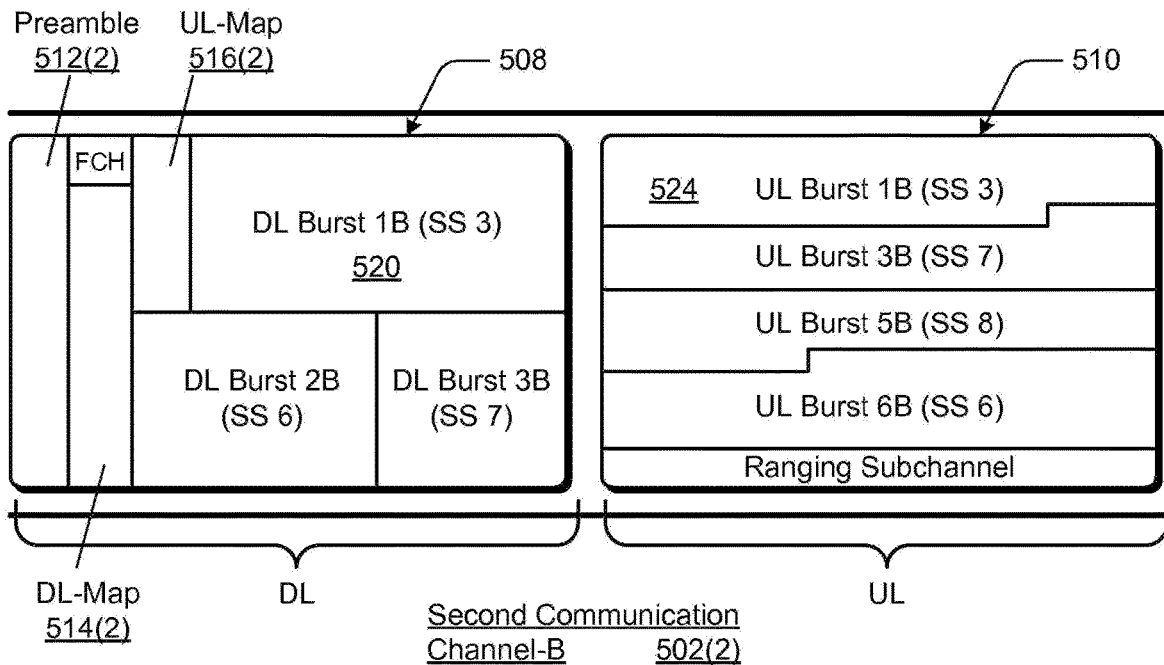 Preamble
512(2)
UL-Map
516(2)
508
510
FCH
DL Burst 1B (SS 3)
520
DL Burst 2B
(SS 6)
DL Burst 3B
(SS 7)
524 UL Burst 1B (SS 3)
UL Burst 3B (SS 7)
UL Burst 5B (SS 8)
UL Burst 6B (SS 6)
Ranging Subchannel
DL-Map
514(2)
DL
UL
Second Communication
Channel-B 502(2)